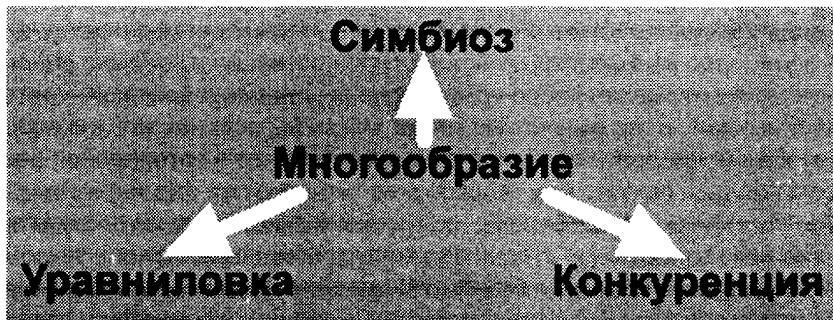 Симбиоз
Многообразие
Уравниловка
Конкуренция